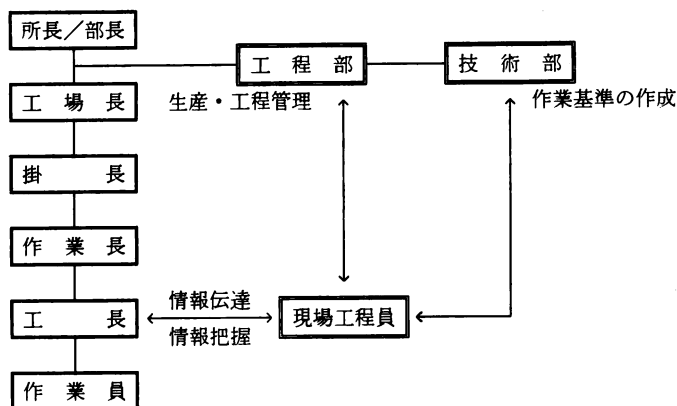 所長／部長
工程部
技術部
工場長
生産・工程管理
作業基準の作成
掛長
作業長
情報伝達
工長
現場工程員
情報把握
作業員